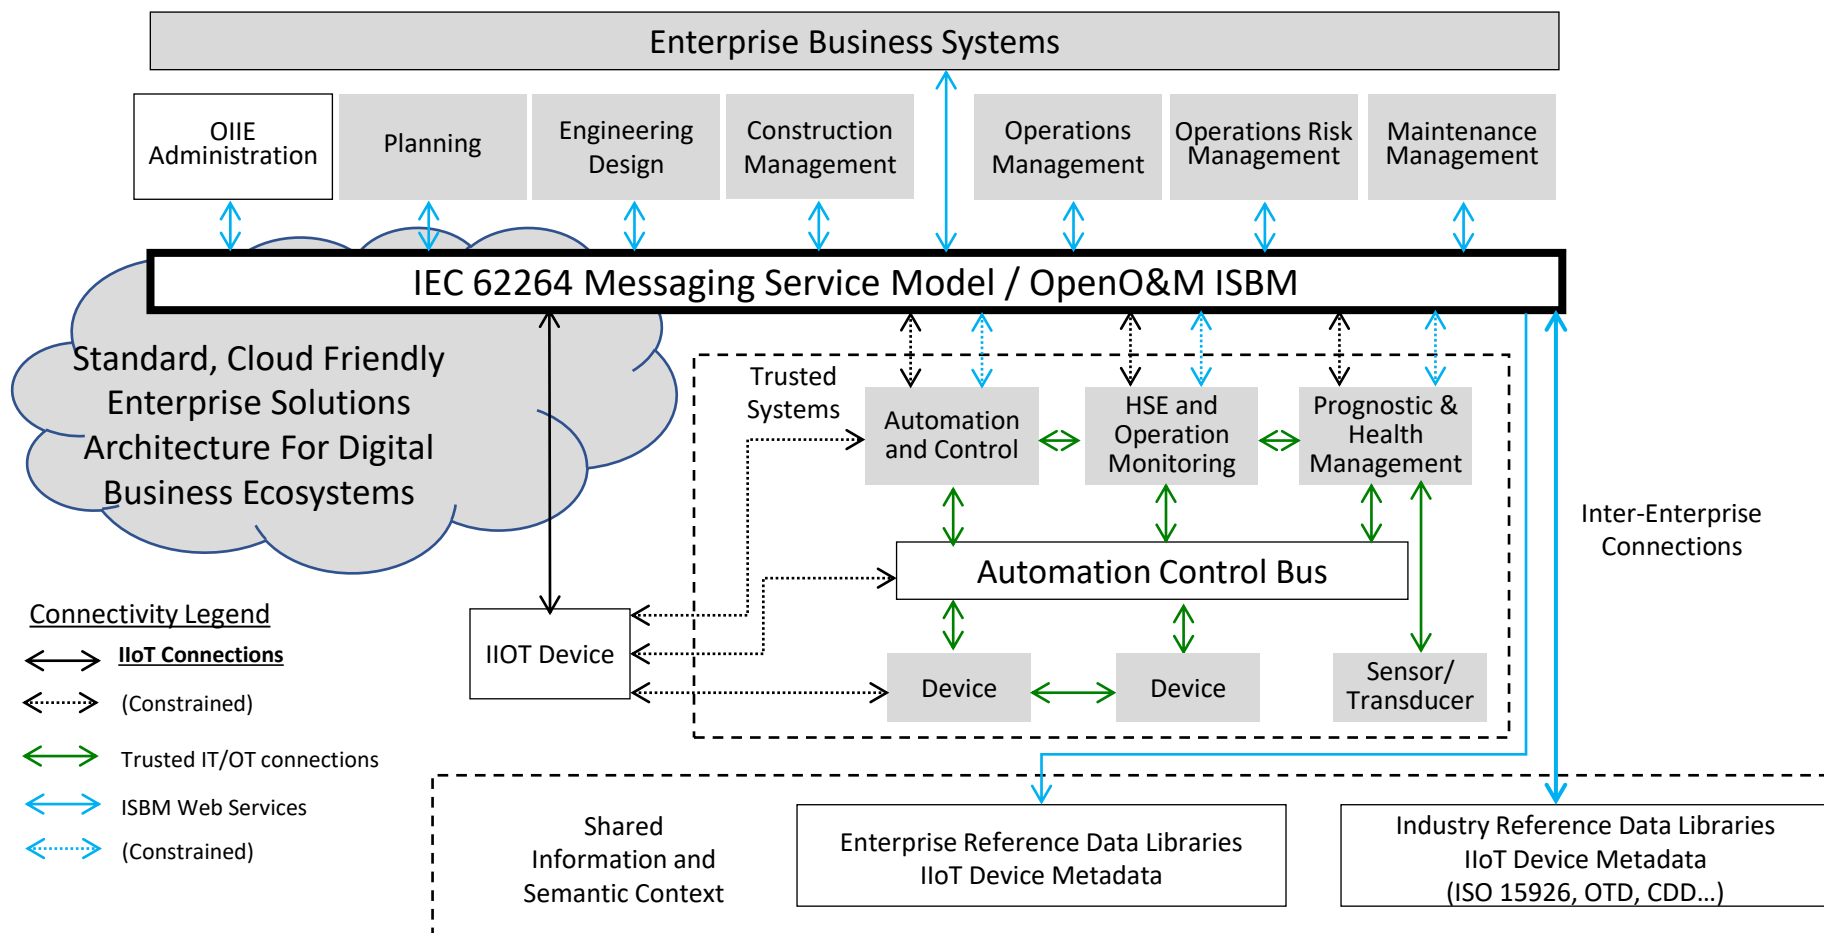 Enterprise Business Systems
OIIE
Administration
Planning
Engineering
Design
Construction
Management
Operations
Management
Operations Risk
Management
Maintenance
Management
IEC 62264 Messaging Service Model / OpenO&M ISBM
Standard, Cloud Friendly
Enterprise Solutions
Architecture For Digital
Business Ecosystems
Trusted
Systems
Automation
and Control
HSE and
Operation
Monitoring
Prognostic &
Health
Management
Inter-Enterprise
Connections
Automation Control Bus
IIOT Device
Device
Device
Sensor/
Transducer
Connectivity Legend
IIoT Connections
(Constrained)
Trusted IT/OT connections
ISBM Web Services
(Constrained)
Shared
Information and
Semantic Context
Enterprise Reference Data Libraries
IIoT Device Metadata
Industry Reference Data Libraries
IIoT Device Metadata
(ISO 15926, OTD, CDD…)